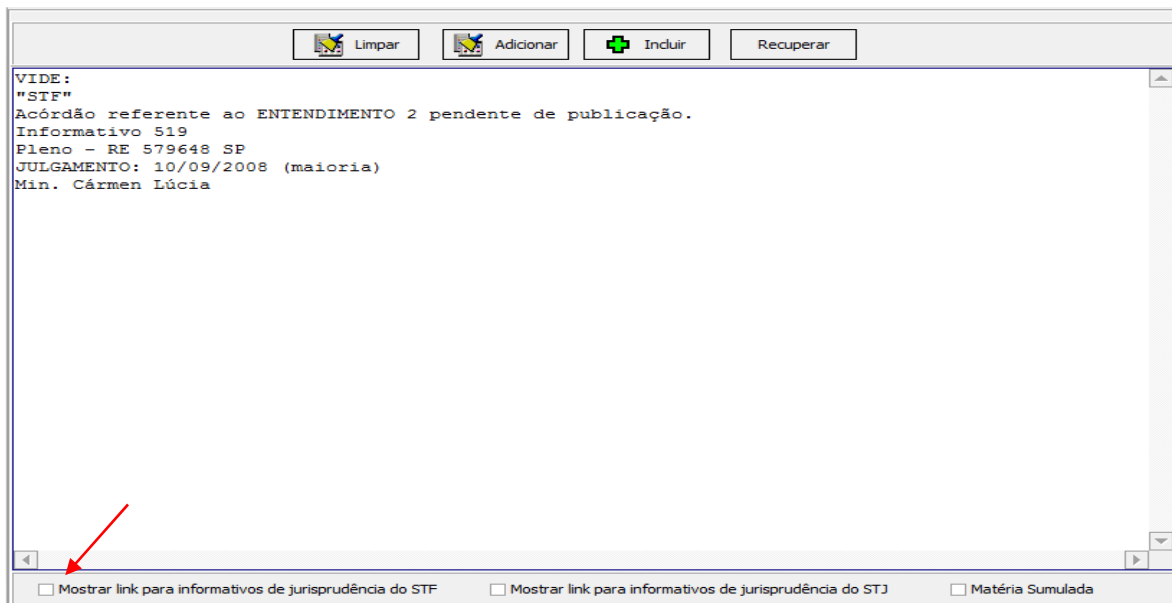 Limpar Adicionar Incluir Recuperar
VIDE:
"STF"
Acórdão referente ao ENTENDIMENTO 2 pendente de publicação.
Informativo 519
Pleno - RE 579648 SP
JULGAMENTO: 10/09/2008 (maioria)
Min. Cármen Lúcia
Mostrar link para informativos de jurisprudência do STF Mostrar link para informativos de jurisprudência do STJ Matéria Sumulada